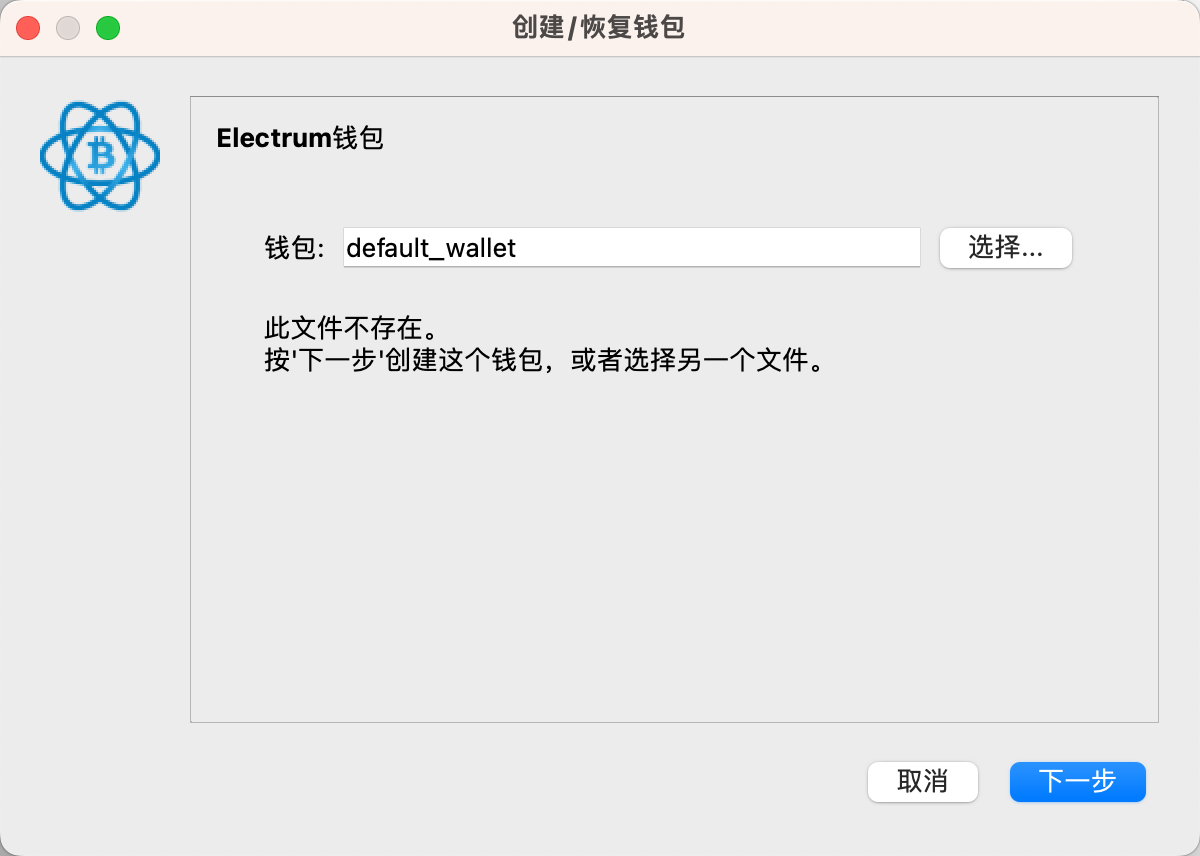 创建/恢复钱包
Electrum钱包
钱包: default_wallet 选择...
此文件不存在。
按'下一步'创建这个钱包，或者选择另一个文件。
取消 下一步